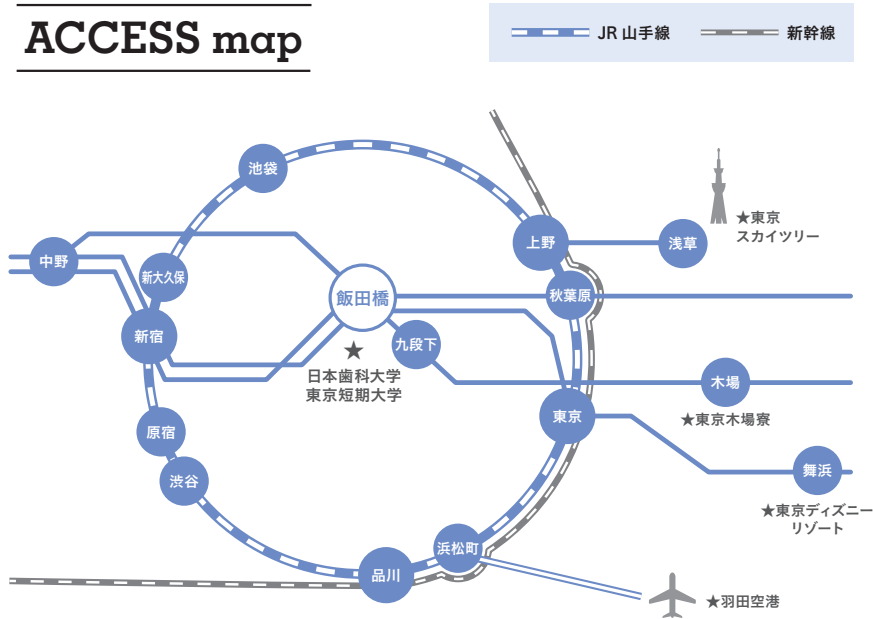 ACCESS map
JR 山手線
新幹線
池袋
上野
浅草
★東京
スカイツリー
中野
新大久保
飯田橋
秋葉原
新宿
九段下
★
日本歯科大学
東京短期大学
木場
★東京木場寮
東京
原宿
渋谷
舞浜
★東京ディズニー
リゾート
浜松町
品川
★羽田空港